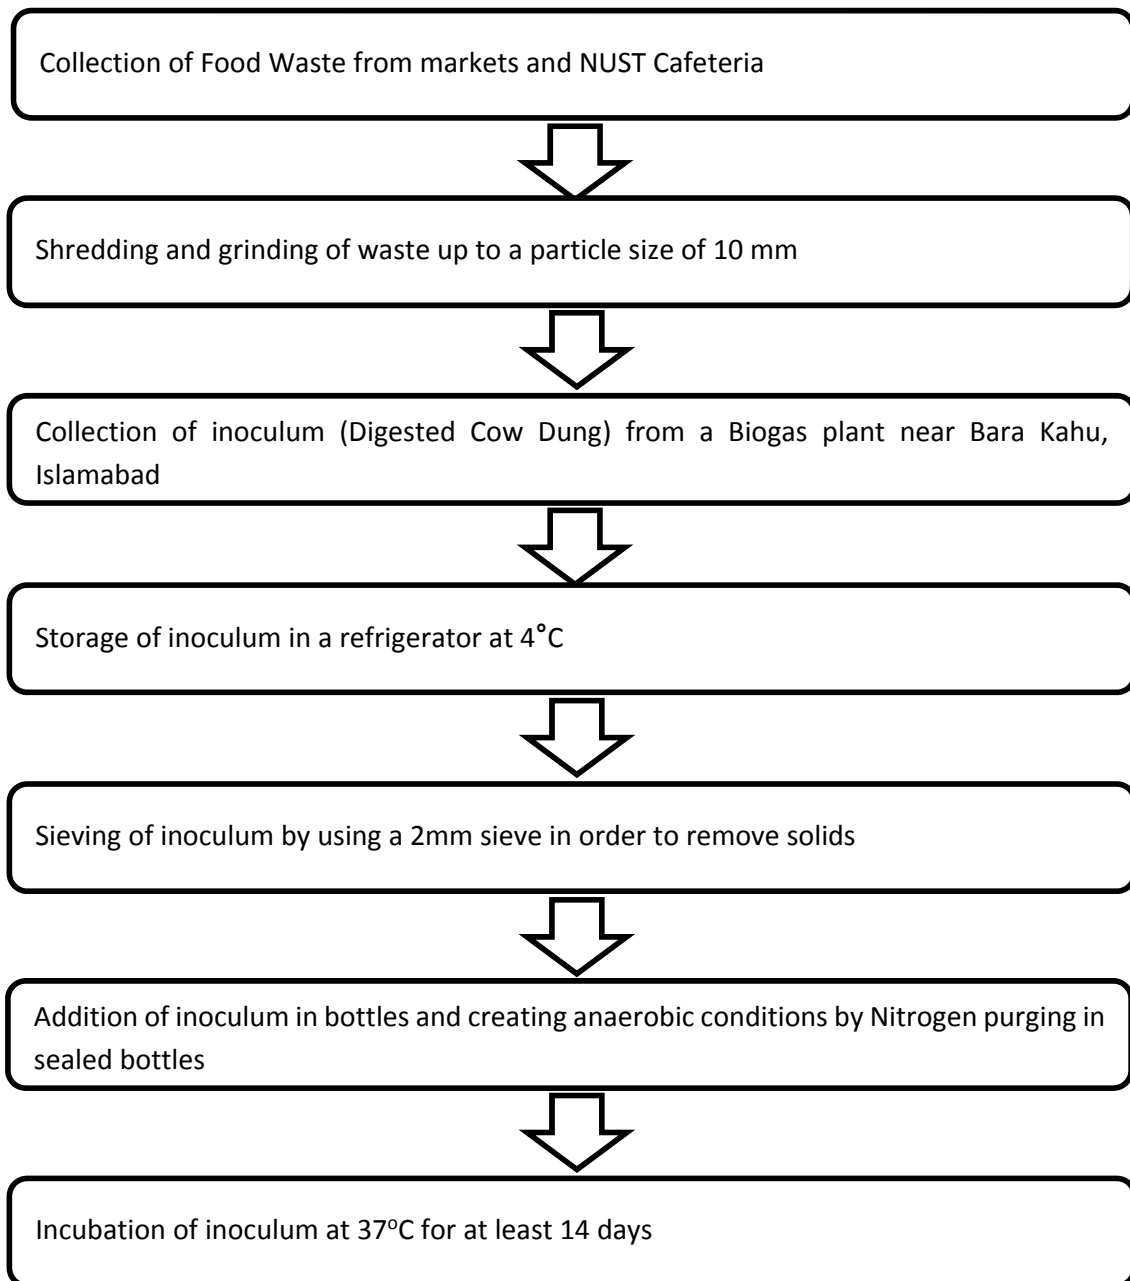 Collection of Food Waste from markets and NUST Cafeteria
Shredding and grinding of waste up to a particle size of 10 mm
Collection of inoculum (Digested Cow Dung) from a Biogas plant near Bara Kahu,
Islamabad
Storage of inoculum in a refrigerator at 4°C
Sieving of inoculum by using a 2mm sieve in order to remove solids
Addition of inoculum in bottles and creating anaerobic conditions by Nitrogen purging in
sealed bottles
Incubation of inoculum at 37°C for at least 14 days